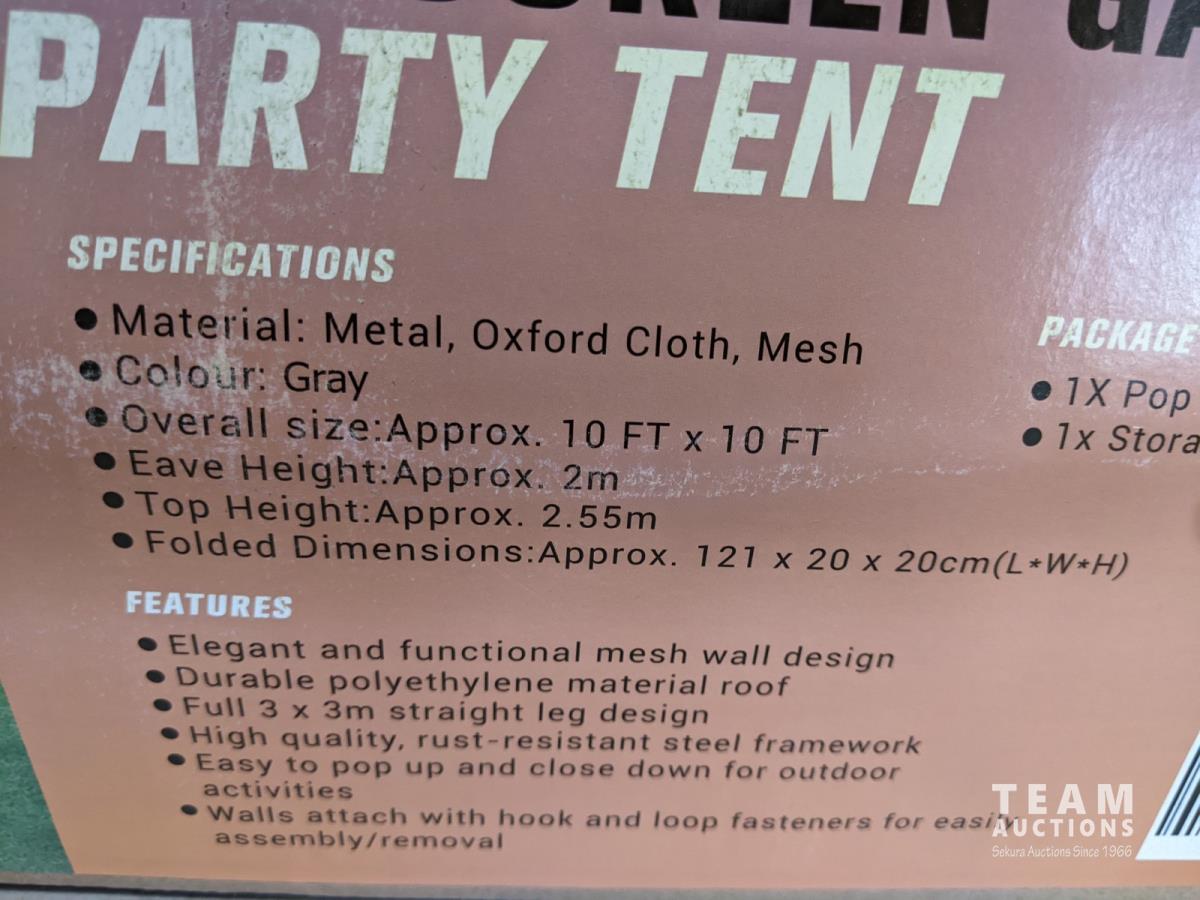 SCREEN
PARTY TENT
SPECIFICATIONS
● Material: Metal, Oxford Cloth, Mesh
● Colour: Gray
● Overall size:Approx. 10 FT x 10 FT
● Eave Height:Approx. 2m
● Top Height:Approx. 2.55m
● Folded Dimensions:Approx. 121 x 20 x 20cm(L*W*H)
FEATURES
● Elegant and functional mesh wall design
● Durable polyethylene material roof
● Full 3 x 3m straight leg design
● High quality, rust-resistant steel framework
● Easy to pop up and close down for outdoor
activities
● Walls attach with hook and loop fasteners for easily
assembly/removal
PACKAGE
● 1X Pop
● 1x Stora
TEAM
AUCTIONS
Sekura Auctions Since 1966